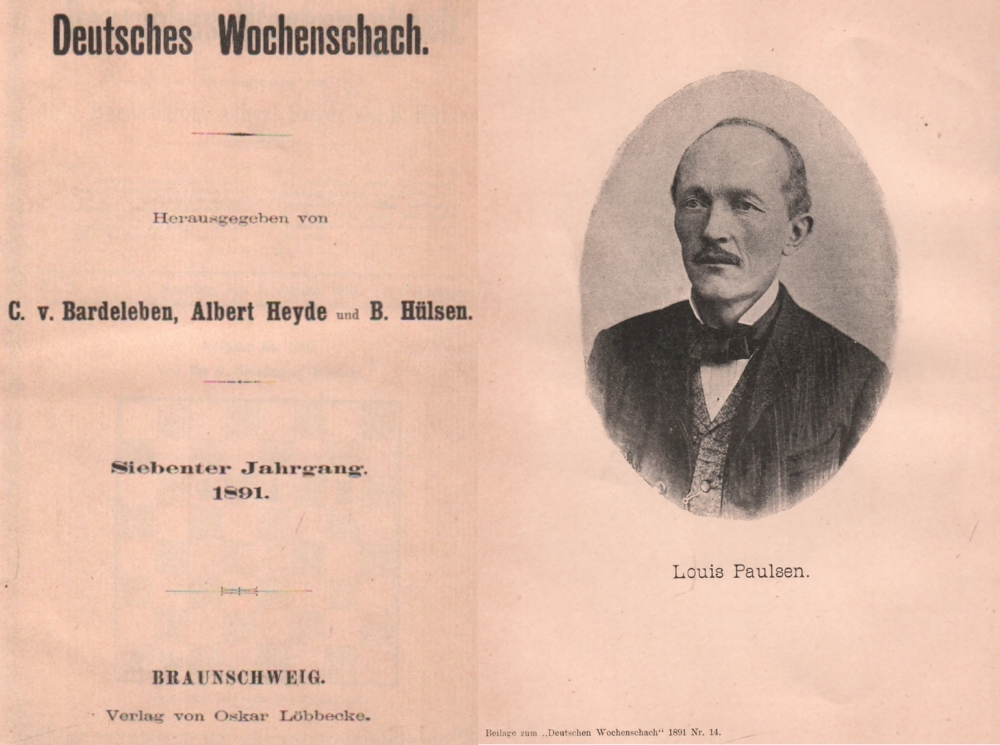 Deutsches Wochenschach.
Herausgegeben von
C. v. Bardeleben, Albert Heyde und B. Hülsen.
Siebenter Jahrgang.
1891.
BRAUNSCHWEIG.
Verlag von Oskar Löbbecke.
Louis Paulsen.
Beilage zum „Deutschen Wochenschach“ 1891 Nr. 14.